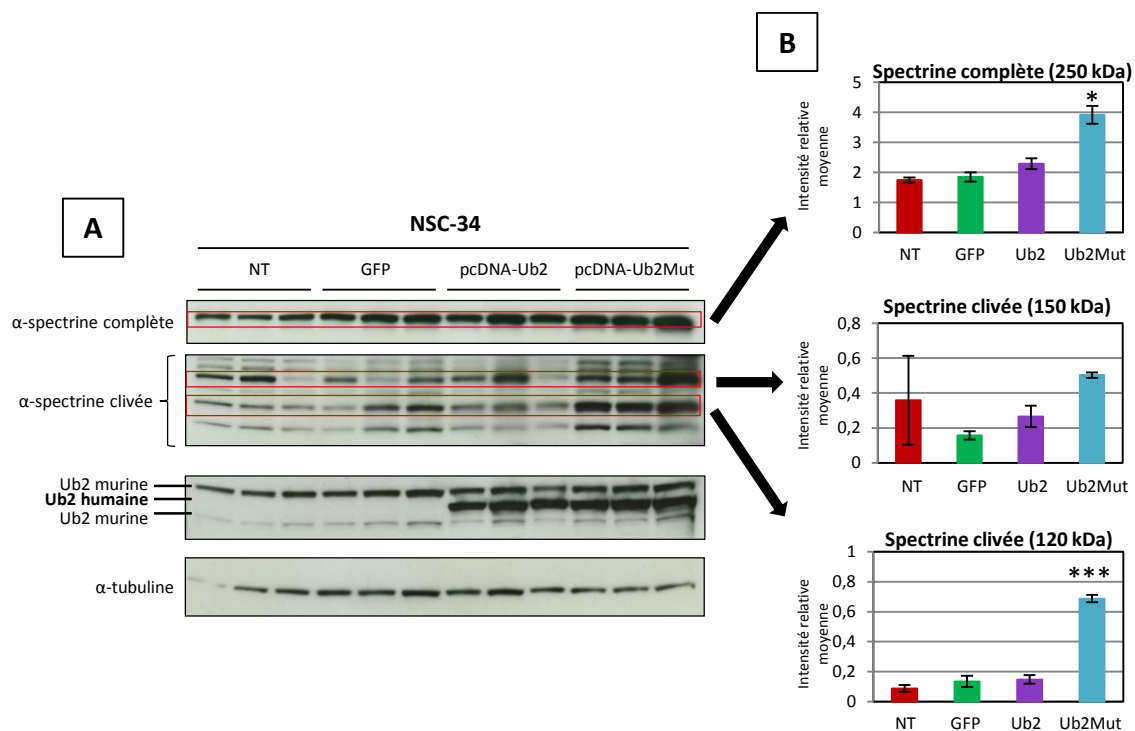 A
NSC-34
NT GFP pcDNA-Ub2 pcDNA-Ub2Mut
α-spectrine complète
α-spectrine clivée
Ub2 murine
Ub2 humaine
Ub2 murine
α-tubuline
B
Spectrine complète (250 kDa)
Intensité relative
moyenne
5
4
3
2
1
0
*
NT GFP Ub2 Ub2Mut
Spectrine clivée (150 kDa)
Intensité relative
moyenne
0,8
0,6
0,4
0,2
0
NT GFP Ub2 Ub2Mut
Spectrine clivée (120 kDa)
Intensité relative
moyenne
1
0,8
0,6
0,4
0,2
0
***
NT GFP Ub2 Ub2Mut